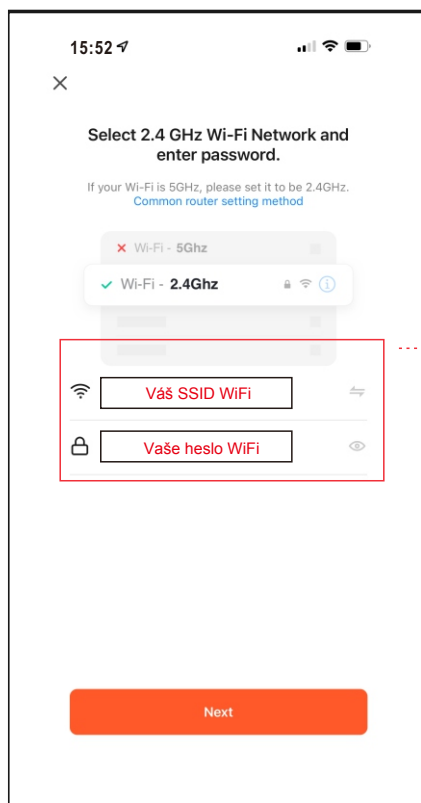 15:52
Select 2.4 GHz Wi-Fi Network and
enter password.
If your Wi-Fi is 5GHz, please set it to be 2.4GHz.
Common router setting method
Wi-Fi - 5Ghz
Wi-Fi - 2.4Ghz
Váš SSID WiFi
Vaše heslo WiFi
Next